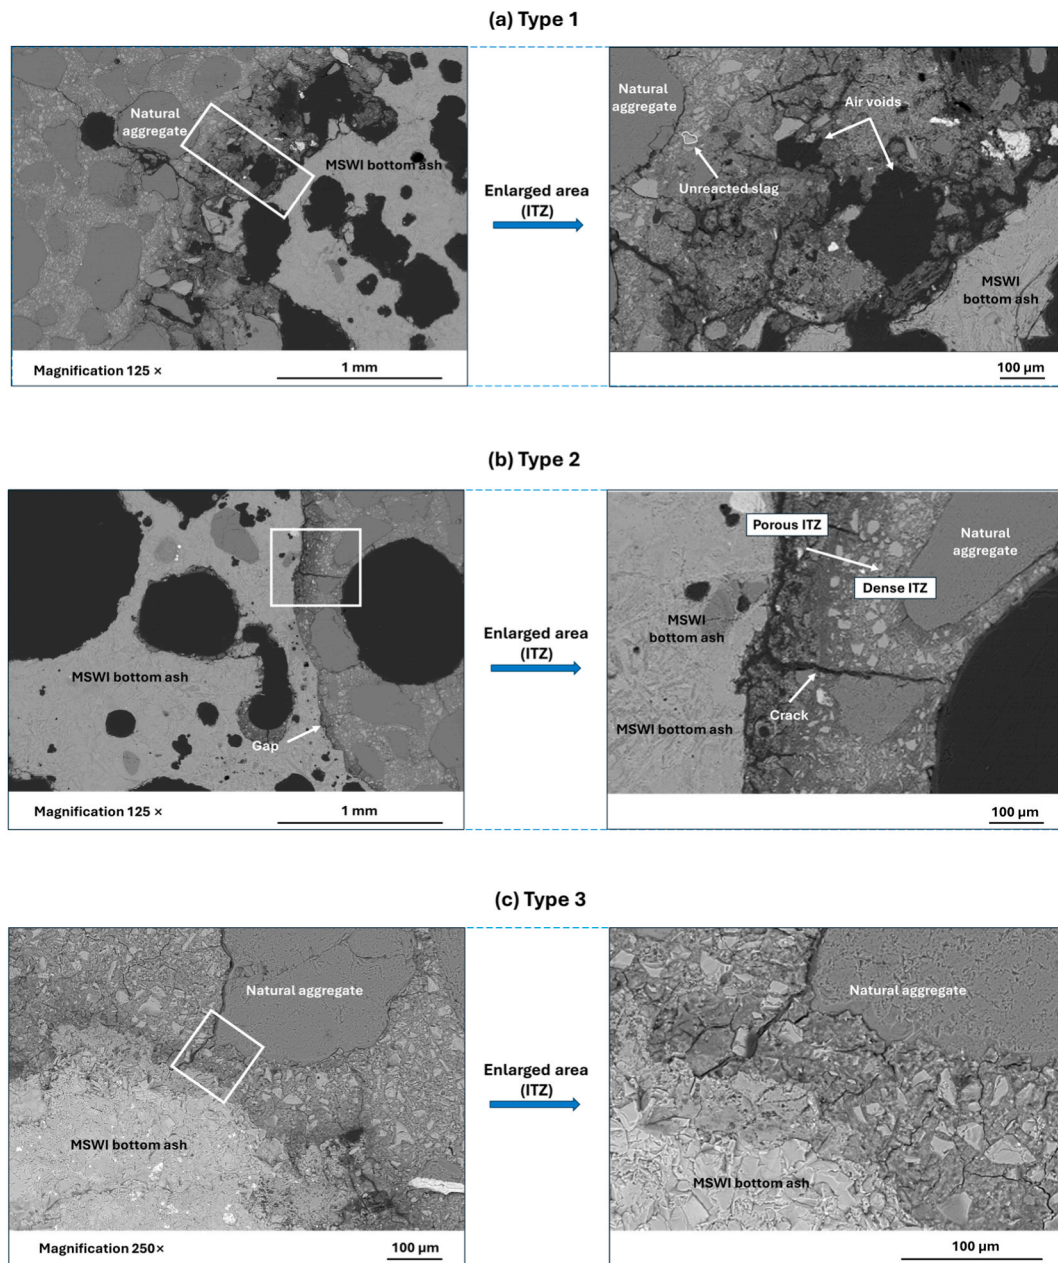 (a) Type 1
Natural
aggregate
MSWI bottom ash
Magnification 125 ×
1 mm
Enlarged area
(ITZ)
Natural
aggregate
Air voids
Unreacted slag
MSWI
bottom ash
100 µm
(b) Type 2
MSWI bottom ash
Gap
Magnification 125 ×
1 mm
Enlarged area
(ITZ)
Porous ITZ
Natural
aggregate
Dense ITZ
MSWI
bottom ash
Crack
MSWI bottom ash
100 µm
(c) Type 3
Natural aggregate
MSWI bottom ash
Magnification 250×
100 µm
Enlarged area
(ITZ)
Natural aggregate
MSWI bottom ash
100 µm